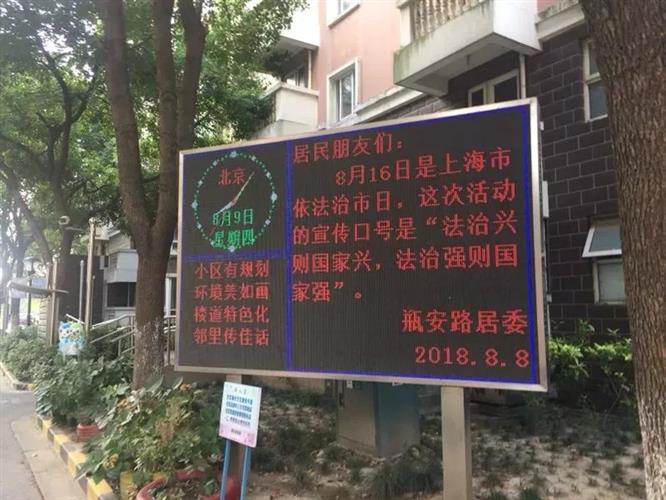 北京
8月9日
星期四
小区有规划
环境美如画
楼道特色化
邻里传佳话
居民朋友们：
8月16日是上海市
依法治市日，这次活动
的宣传口号是“法治兴
则国家兴，法治强则国
家强”。
瓶安路居委
2018.8.8